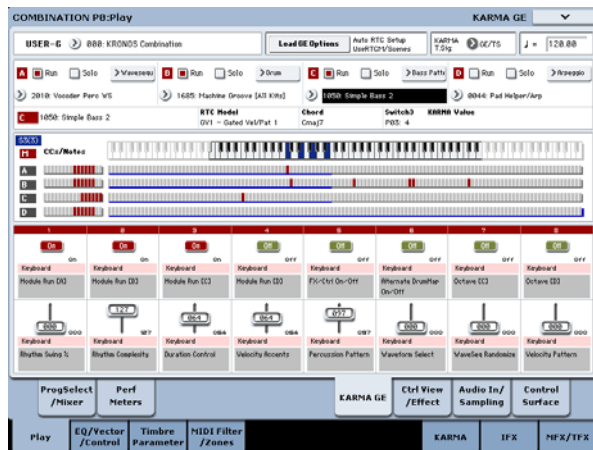 COMBINATION P0:Play
KARMA GE
USER-G 000: KRONOS Combination
Load GE Options
Auto RTC Setup
UserRTCM/Scenes
KARMA
T.Sig
GE/TS
♩ = 120.00
A Run Solo
B Run Solo Drum
C Run Solo Bass Patt
D Run Solo Arpeggio
2010: Vocoder Perc WS
1685: Machine Groove [All Kits]
1050: Simple Bass 2
0044: Pad Helper/Arp
C 1050: Simple Bass 2
RTC Model
GV1 - Gated Vel/Pat 1
Chord
Cmaj7
Switch3
P03: 4
KARMA Value
M CCs/Notes
A
B
C
D
1 2 3 4 5 6 7 8
On On On Off Off Off Off Off
On On On Off Off Off Off Off
Keyboard Keyboard Keyboard Keyboard Keyboard Keyboard Keyboard Keyboard
Module Run [A]
Module Run [B]
Module Run [C]
Module Run [D]
FX/Ctrl On/Off
Alternate DrumMap
On/Off
Octave [C]
Octave [D]
000 127 064 064 097 000 000 000
000 127 064 064 097 000 000 000
Keyboard Keyboard Keyboard Keyboard Keyboard Keyboard Keyboard Keyboard
Rhythm Swing %
Rhythm Complexity
Duration Control
Velocity Accents
Percussion Pattern
Waveform Select
WaveSeq Randomize
Velocity Pattern
ProgSelect
/Mixer
Perf
Meters
KARMA GE
Ctrl View
/Effect
Audio In/
Sampling
Control
Surface
Play
EQ/Vector
/Control
Timbre
Parameter
MIDI Filter
/Zones
KARMA
IFX
MFX/TFX